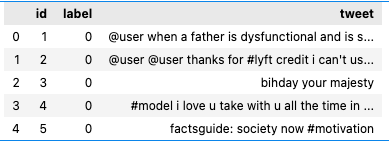 id label tweet
0 1 0 @user when a father is dysfunctional and is s...
1 2 0 @user @user thanks for #lyft credit i can't us...
2 3 0 bihday your majesty
3 4 0 #model i love u take with u all the time in ...
4 5 0 factsguide: society now #motivation